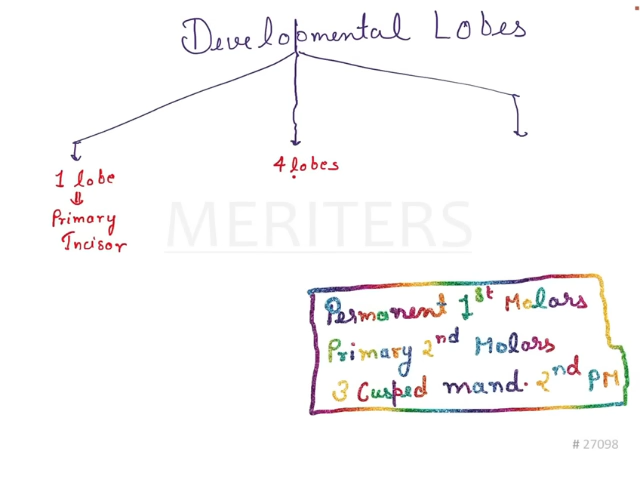 Developmental Lobes
1 lobe
Primary
Incisor
4 lobes
MERITERS
Permanent 1st Molars
Primary 2nd Molars
3 Cusped mand. 2nd PM
# 27098